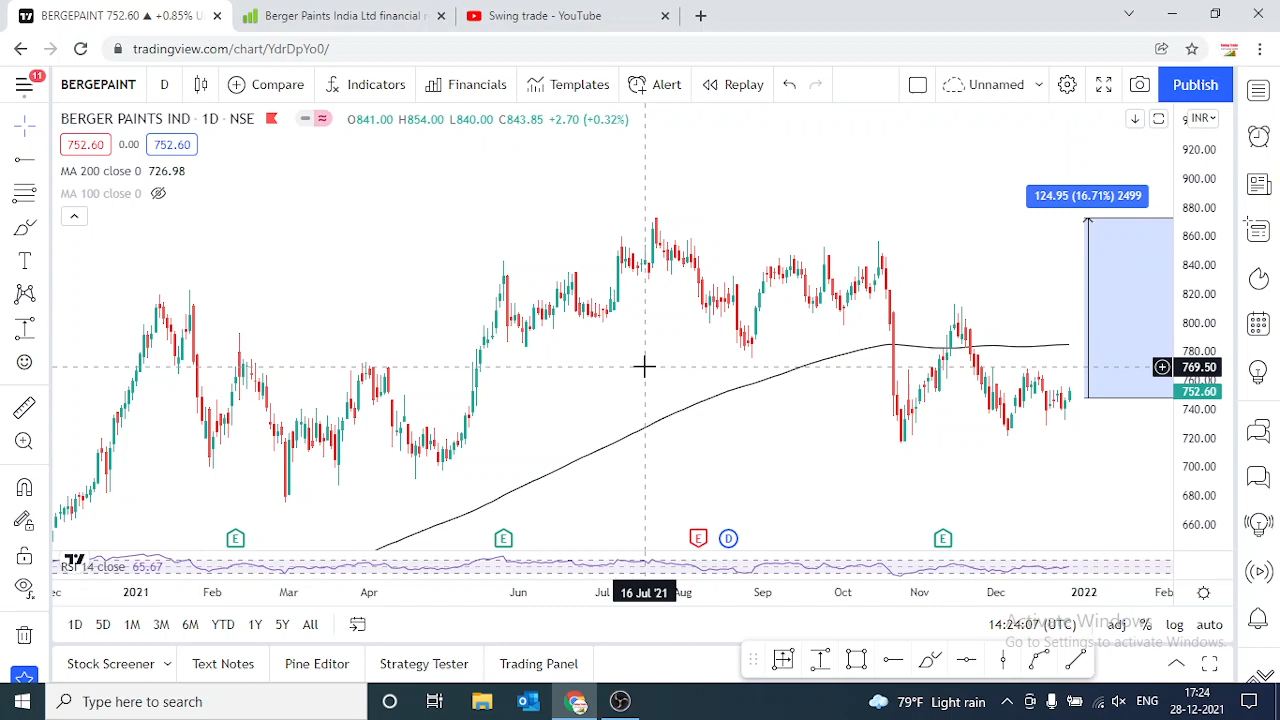 BERGEPAINT 752.60 ▲ +0.85% U
Berger Paints India Ltd financial r
Swing trade - YouTube
tradingview.com/chart/YdrDpYo0/
11
BERGEPAINT D Compare Indicators Financials Templates Alert Replay Unnamed Publish
BERGER PAINTS IND · 1D · NSE O841.00 H854.00 L840.00 C843.85 +2.70 (+0.32%)
INR
752.60 0.00 752.60
MA 200 close 0 726.98
MA 100 close 0
124.95 (16.71%) 2499
920.00
900.00
880.00
860.00
840.00
820.00
800.00
780.00
769.50
760.00
752.60
740.00
720.00
700.00
680.00
660.00
E E E D E
RSI 14 close 65.67
2021 Feb Mar Apr Jun Jul 16 Jul '21 Aug Sep Oct Nov Dec 2022 Feb
1D 5D 1M 3M 6M YTD 1Y 5Y All 14:24:07 (UTC) adj % log auto
Activate Windows
Go to Settings to activate Windows.
Stock Screener Text Notes Pine Editor Strategy Tester Trading Panel
Type here to search
79°F Light rain ENG 17:24
28-12-2021